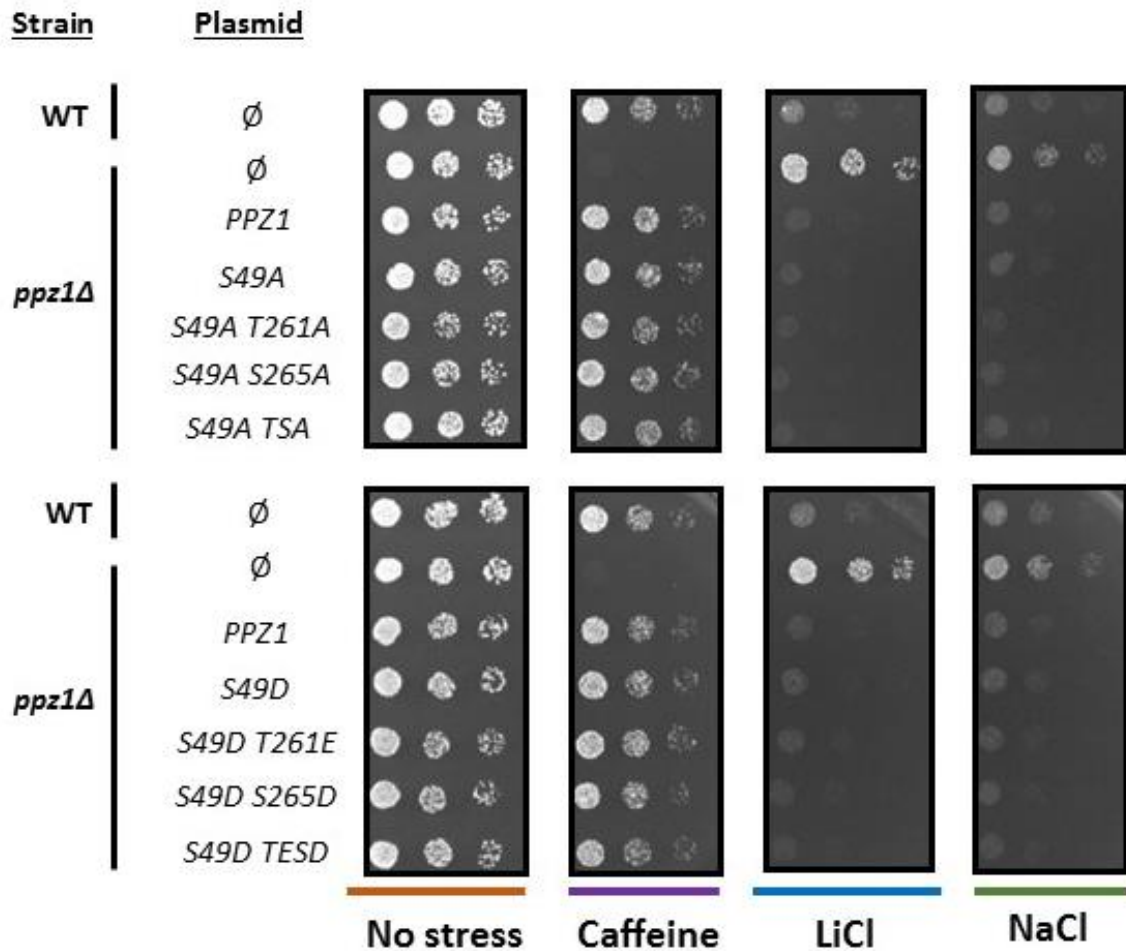 Strain Plasmid
WT Ø
Ø
PPZ1
S49A
ppz1Δ
S49A T261A
S49A S265A
S49A TSA
WT Ø
Ø
PPZ1
S49D
ppz1Δ
S49D T261E
S49D S265D
S49D TESD
No stress Caffeine LiCl NaCl